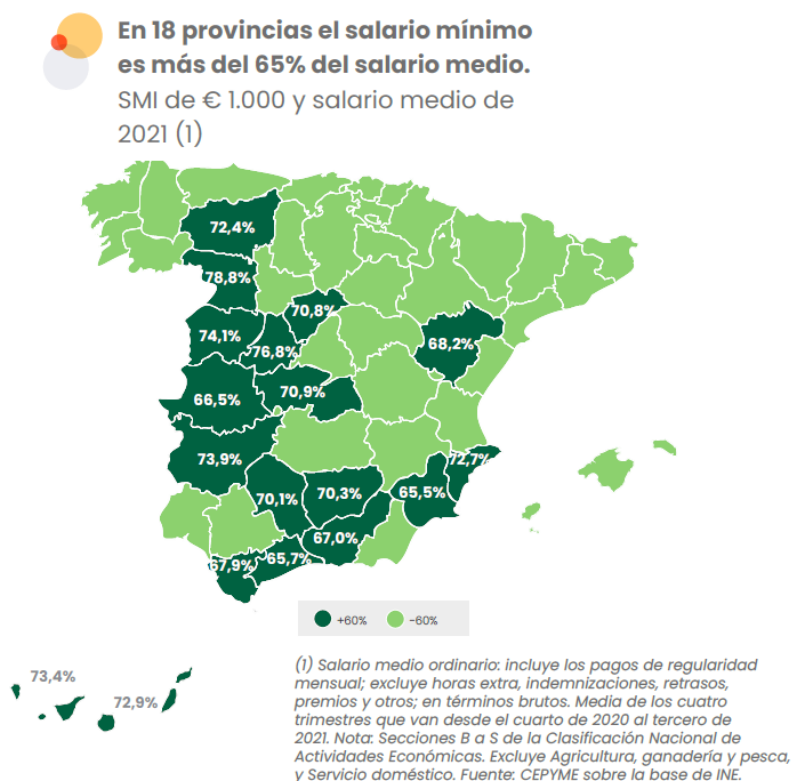 En 18 provincias el salario mínimo
es más del 65% del salario medio.
SMI de € 1.000 y salario medio de
2021 (1)
72,4%
78,8%
70,8%
74,1%
76,8%
68,2%
70,9%
66,5%
73,9%
72,7%
70,1%
70,3%
65,5%
67,0%
67,9%
65,7%
+60%
-60%
73,4%
72,9%
(1) Salario medio ordinario: incluye los pagos de regularidad
mensual; excluye horas extra, indemnizaciones, retrasos,
premios y otros; en términos brutos. Media de los cuatro
trimestres que van desde el cuarto de 2020 al tercero de
2021. Nota: Secciones B a S de la Clasificación Nacional de
Actividades Económicas. Excluye Agricultura, ganadería y pesca,
y Servicio doméstico. Fuente: CEPYME sobre la base de INE.